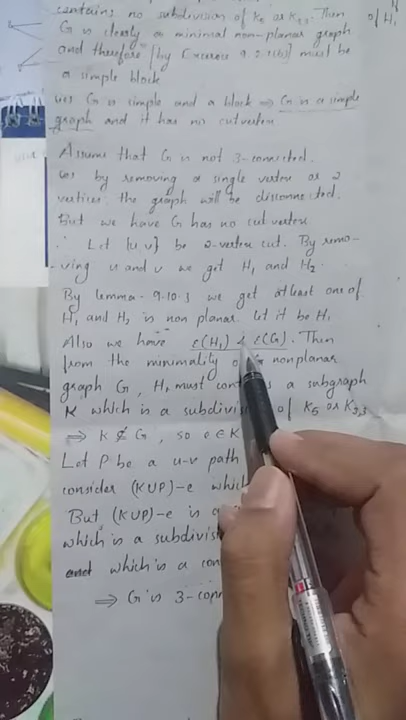 contains no subdivision of K5 or K3,3. Then
of H1
G is clearly a minimal non-planar graph
and therefore [by Exercise 9.2.1(b)] must be
a simple block
G is simple and a block ⇒ G is a simple
graph and it has no cutvertex
Assume that G is not 3-connected.
by removing a single vertex or 2
vertices the graph will be disconnected.
But we have G has no cut vertex
∴ Let {u v} be 2-vertex cut. By remo-
-ving u and v we get H1 and H2.
By lemma-9.10.3 we get atleast one of
H1 and H2 is non planar. Let it be H1
Also we have ε(H1) < ε(G). Then
from the minimality nonplanar
graph G, H1 must a subgraph
K which is a subdivis of K5 or K3,3
⇒ K ⊄ G, so e∈K
Let P be a u-v path
consider (K∪P)-e which
But (K∪P)-e is a
which is a subdivis
which is a con
⇒ G is 3-conn